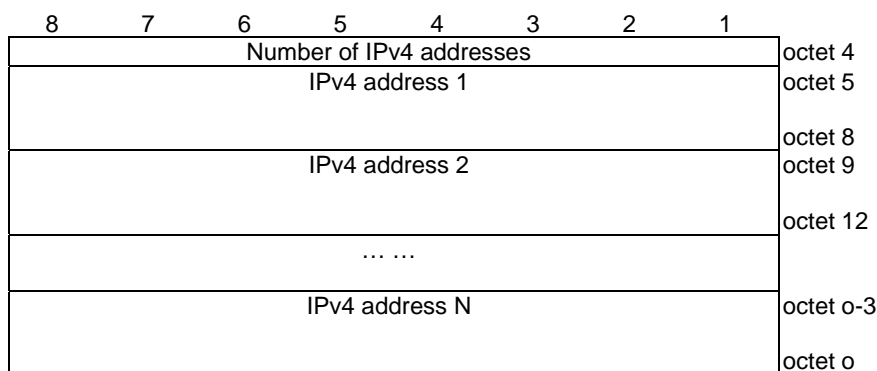 8 7 6 5 4 3 2 1
Number of IPv4 addresses octet 4
IPv4 address 1 octet 5
octet 8
IPv4 address 2 octet 9
octet 12
… …
IPv4 address N octet o-3
octet o